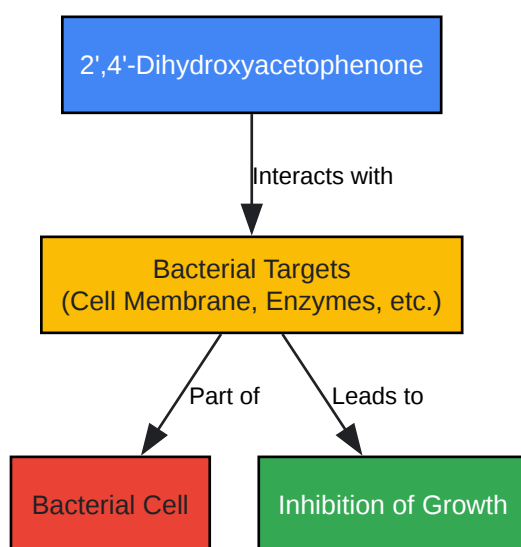 2',4'-Dihydroxyacetophenone
Interacts with
Bacterial Targets
(Cell Membrane, Enzymes, etc.)
Part of
Leads to
Bacterial Cell
Inhibition of Growth